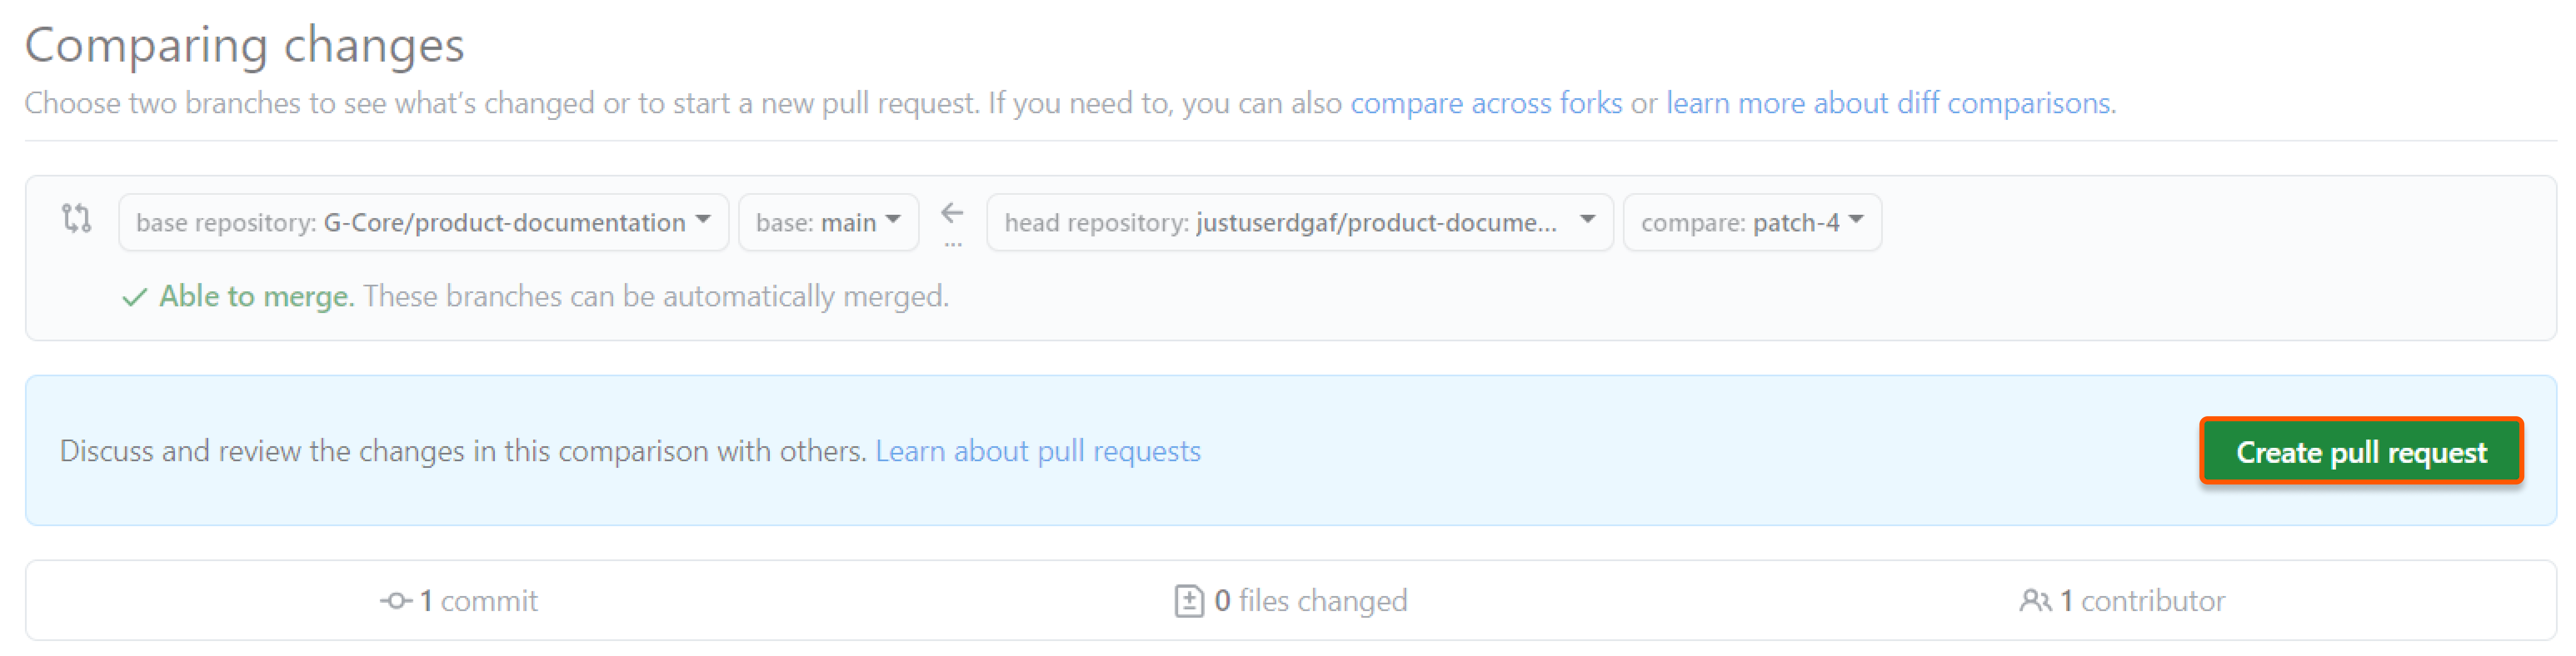 Comparing changes
Choose two branches to see what's changed or to start a new pull request. If you need to, you can also compare across forks or learn more about diff comparisons.
base repository: G-Core/product-documentation base: main ... head repository: justuserdgaf/product-docume... compare: patch-4
Able to merge. These branches can be automatically merged.
Discuss and review the changes in this comparison with others. Learn about pull requests Create pull request
1 commit 0 files changed 1 contributor